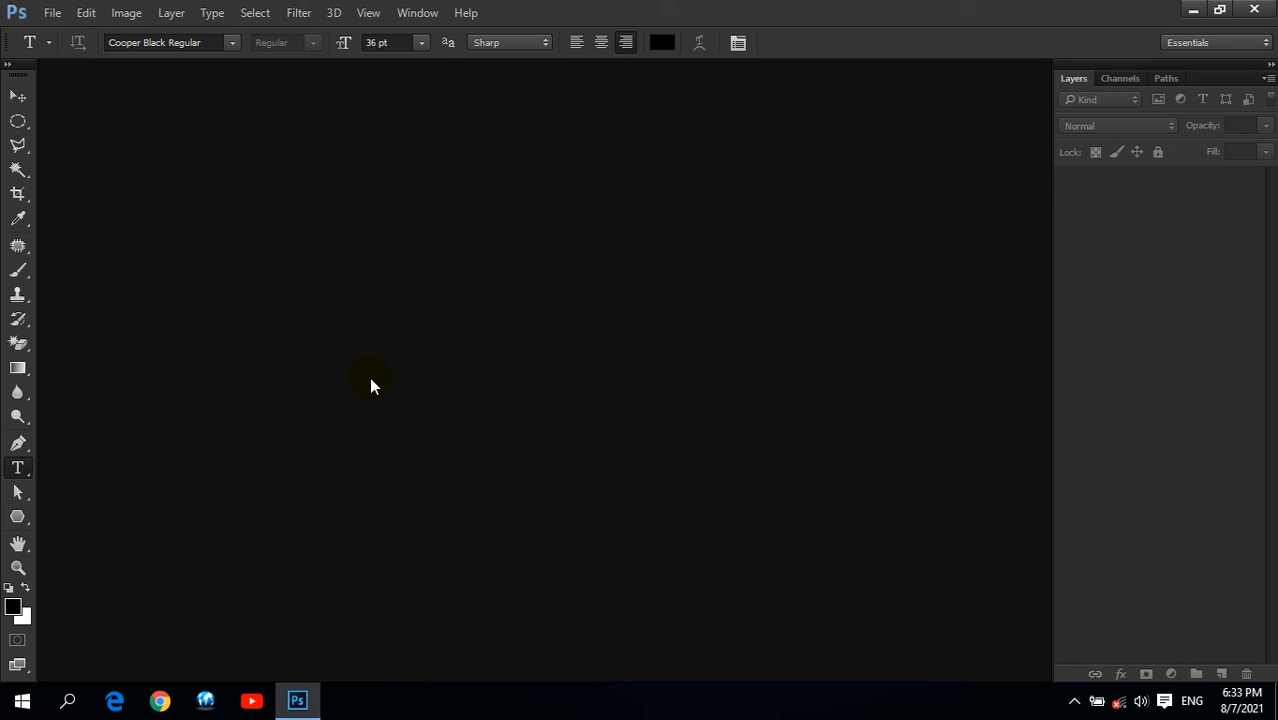 Ps File Edit Image Layer Type Select Filter 3D View Window Help
T Cooper Black Regular Regular 36 pt Sharp Essentials
Layers Channels Paths
Kind
Normal Opacity:
Lock: Fill:
Ps ENG 6:33 PM
8/7/2021